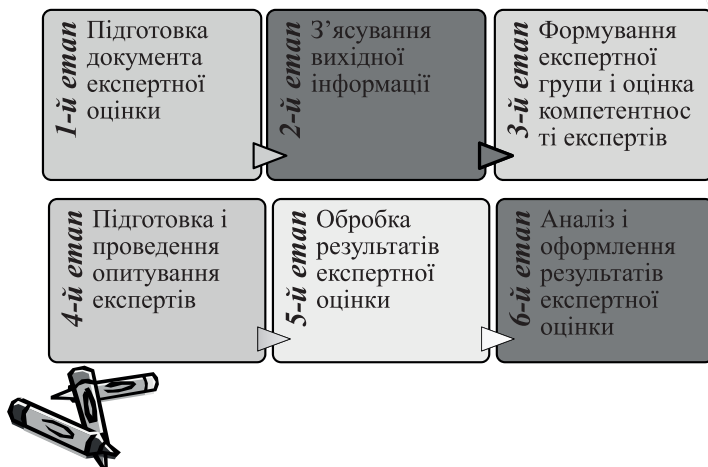 1-й етап
Підготовка
документа
експертної
оцінки
2-й етап
З’ясування
вихідної
інформації
3-й етап
Формування
експертної
групи і оцінка
компетентнос
ті експертів
4-й етап
Підготовка і
проведення
опитування
експертів
5-й етап
Обробка
результатів
експертної
оцінки
6-й етап
Аналіз і
оформлення
результатів
експертної
оцінки